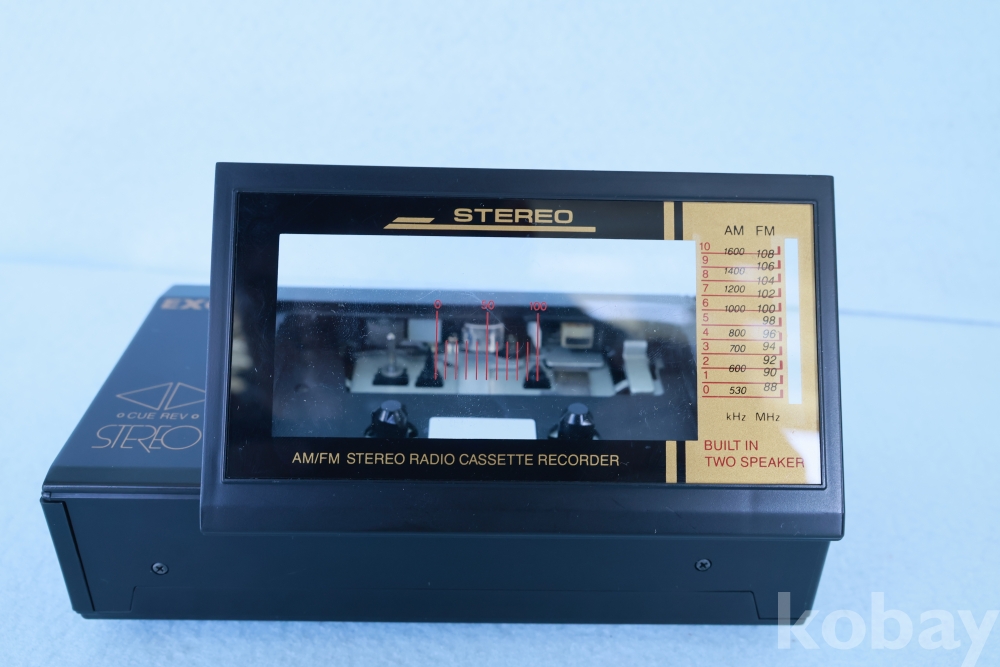 STEREO
AM FM
10 1600 108
9 106
8 1400 104
7 1200 102
6 1000 100
5 98
4 800 96
3 700 94
2 92
1 600 90
0 530 88
kHz MHz
0 50 100
AM/FM STEREO RADIO CASSETTE RECORDER
BUILT IN
TWO SPEAKER
CUE REV
STEREO
kobay